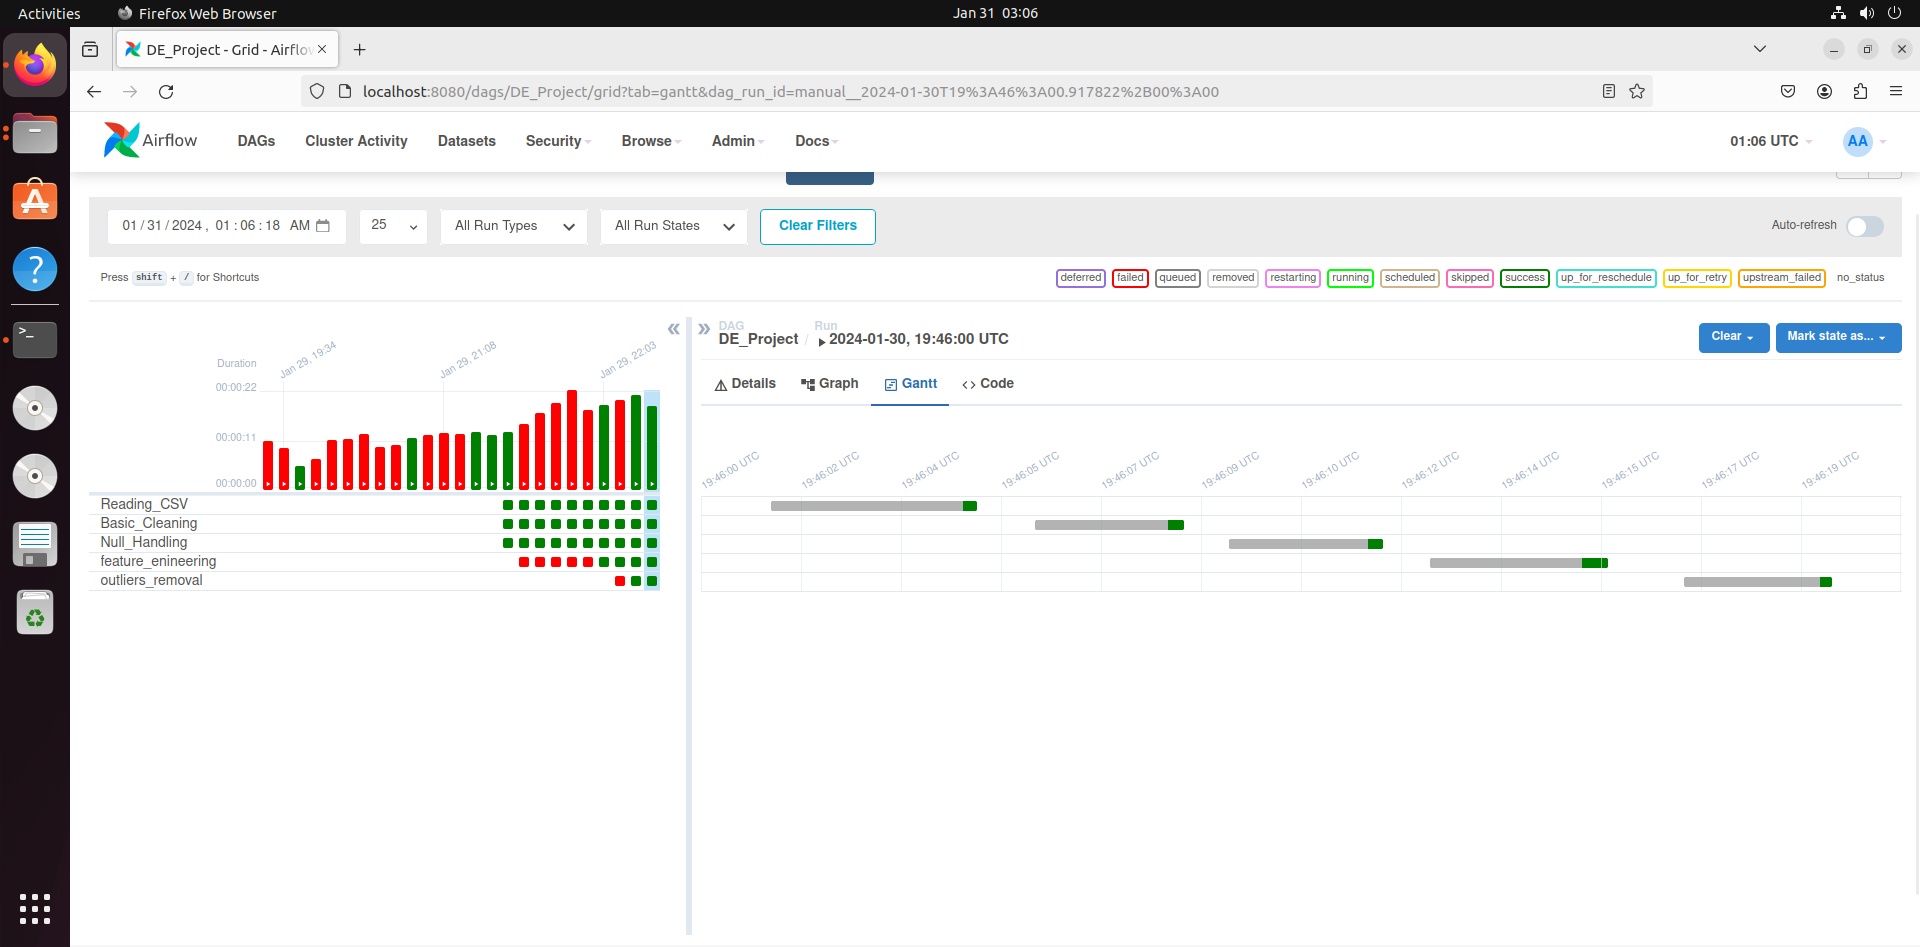 Activities Firefox Web Browser Jan 31 03:06
DE_Project - Grid - Airflo
localhost:8080/dags/DE_Project/grid?tab=gantt&dag_run_id=manual__2024-01-30T19%3A46%3A00.917822%2B00%3A00
Airflow DAGs Cluster Activity Datasets Security Browse Admin Docs 01:06 UTC AA
01/31/2024, 01:06:18 AM 25 All Run Types All Run States Clear Filters Auto-refresh
Press shift + / for Shortcuts deferred failed queued removed restarting running scheduled skipped success up_for_reschedule up_for_retry upstream_failed no_status
DAG Run
DE_Project / 2024-01-30, 19:46:00 UTC Clear Mark state as...
Jan 29, 19:34 Jan 29, 21:08 Jan 29, 22:03
Duration
00:00:22
00:00:11
00:00:00
Details Graph Gantt <> Code
19:46:00 UTC 19:46:02 UTC 19:46:04 UTC 19:46:05 UTC 19:46:07 UTC 19:46:09 UTC 19:46:10 UTC 19:46:12 UTC 19:46:14 UTC 19:46:15 UTC 19:46:17 UTC 19:46:19 UTC
Reading_CSV
Basic_Cleaning
Null_Handling
feature_enineering
outliers_removal